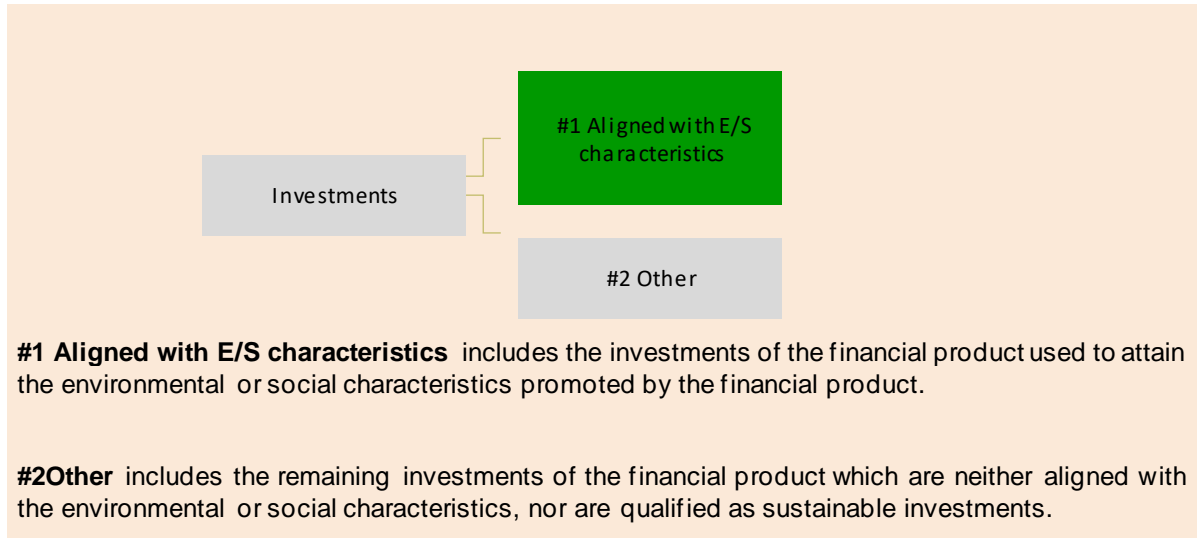 #1 Aligned with E/S
characteristics
Investments
#2 Other
#1 Aligned with E/S characteristics includes the investments of the financial product used to attain
the environmental or social characteristics promoted by the financial product.
#2Other includes the remaining investments of the financial product which are neither aligned with
the environmental or social characteristics, nor are qualified as sustainable investments.